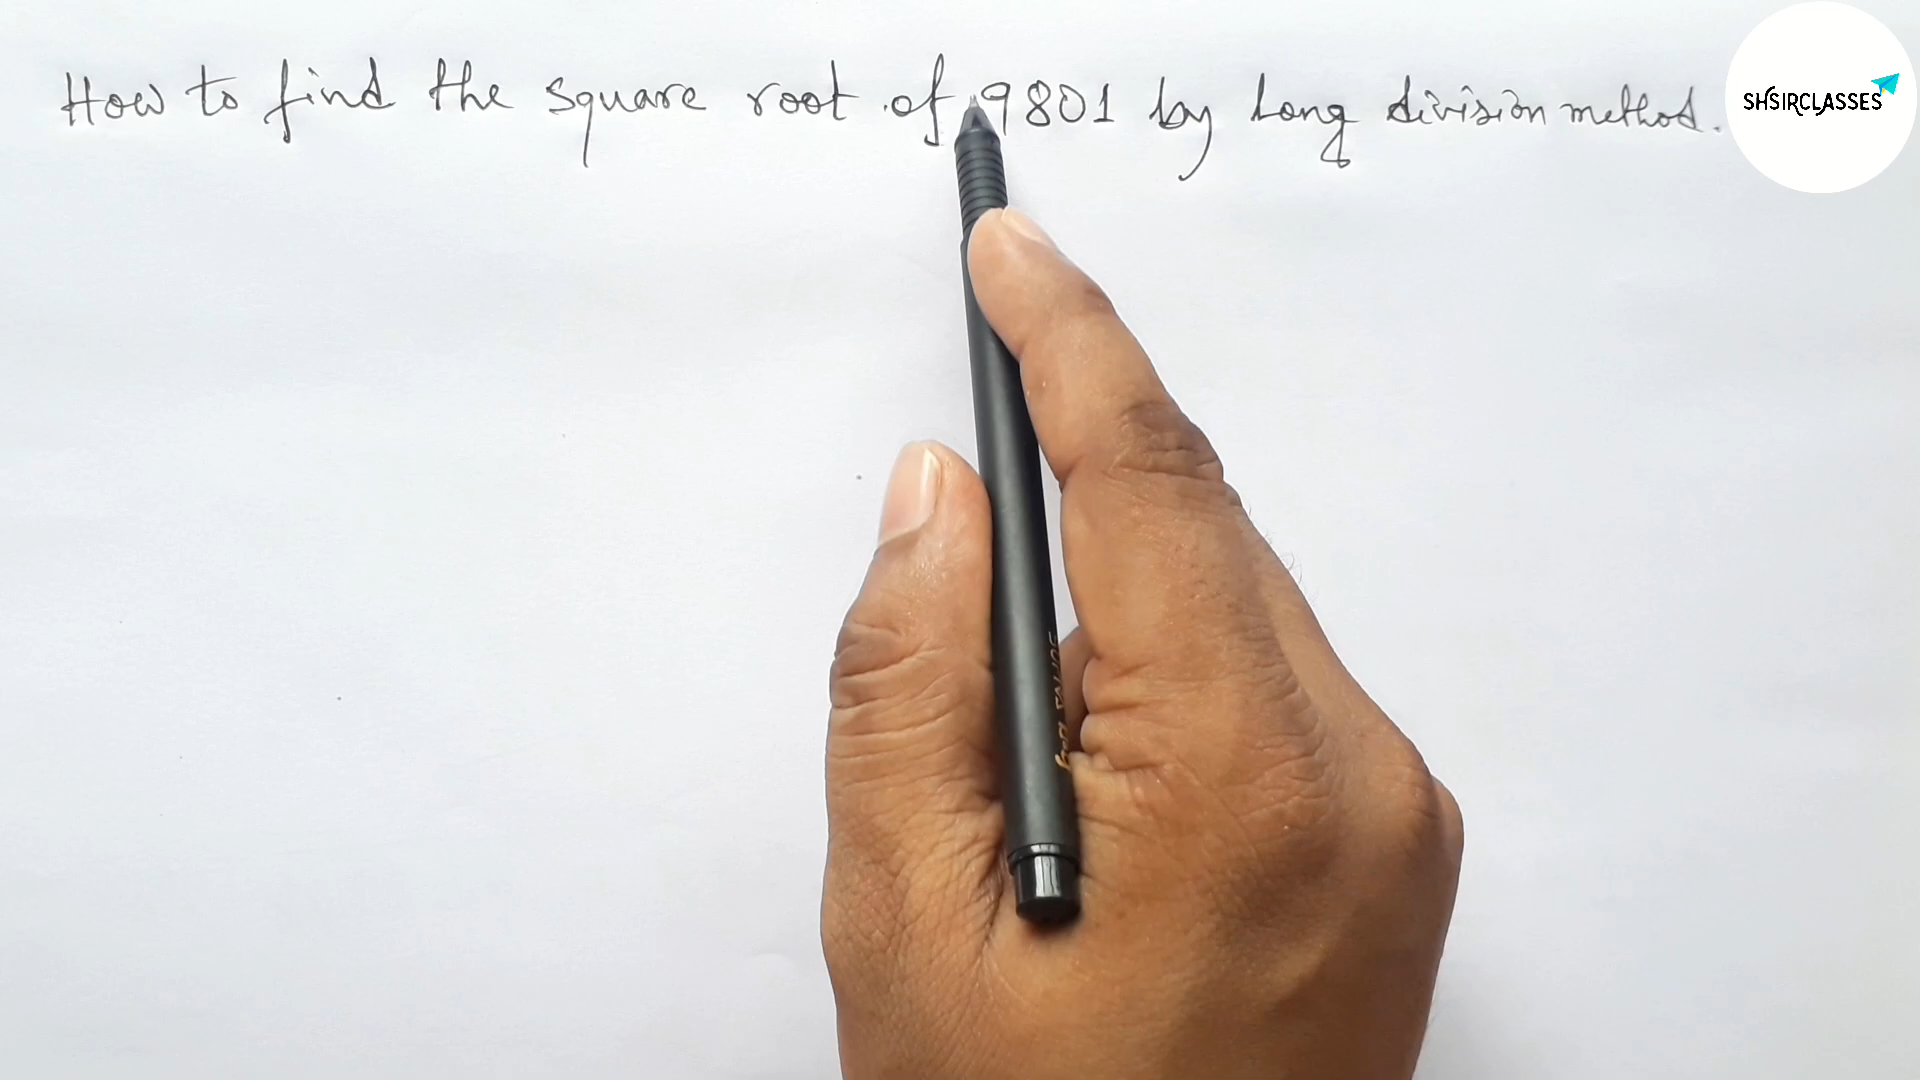 How to find the square root of 9801 by long division method.
SHSIRCLASSES